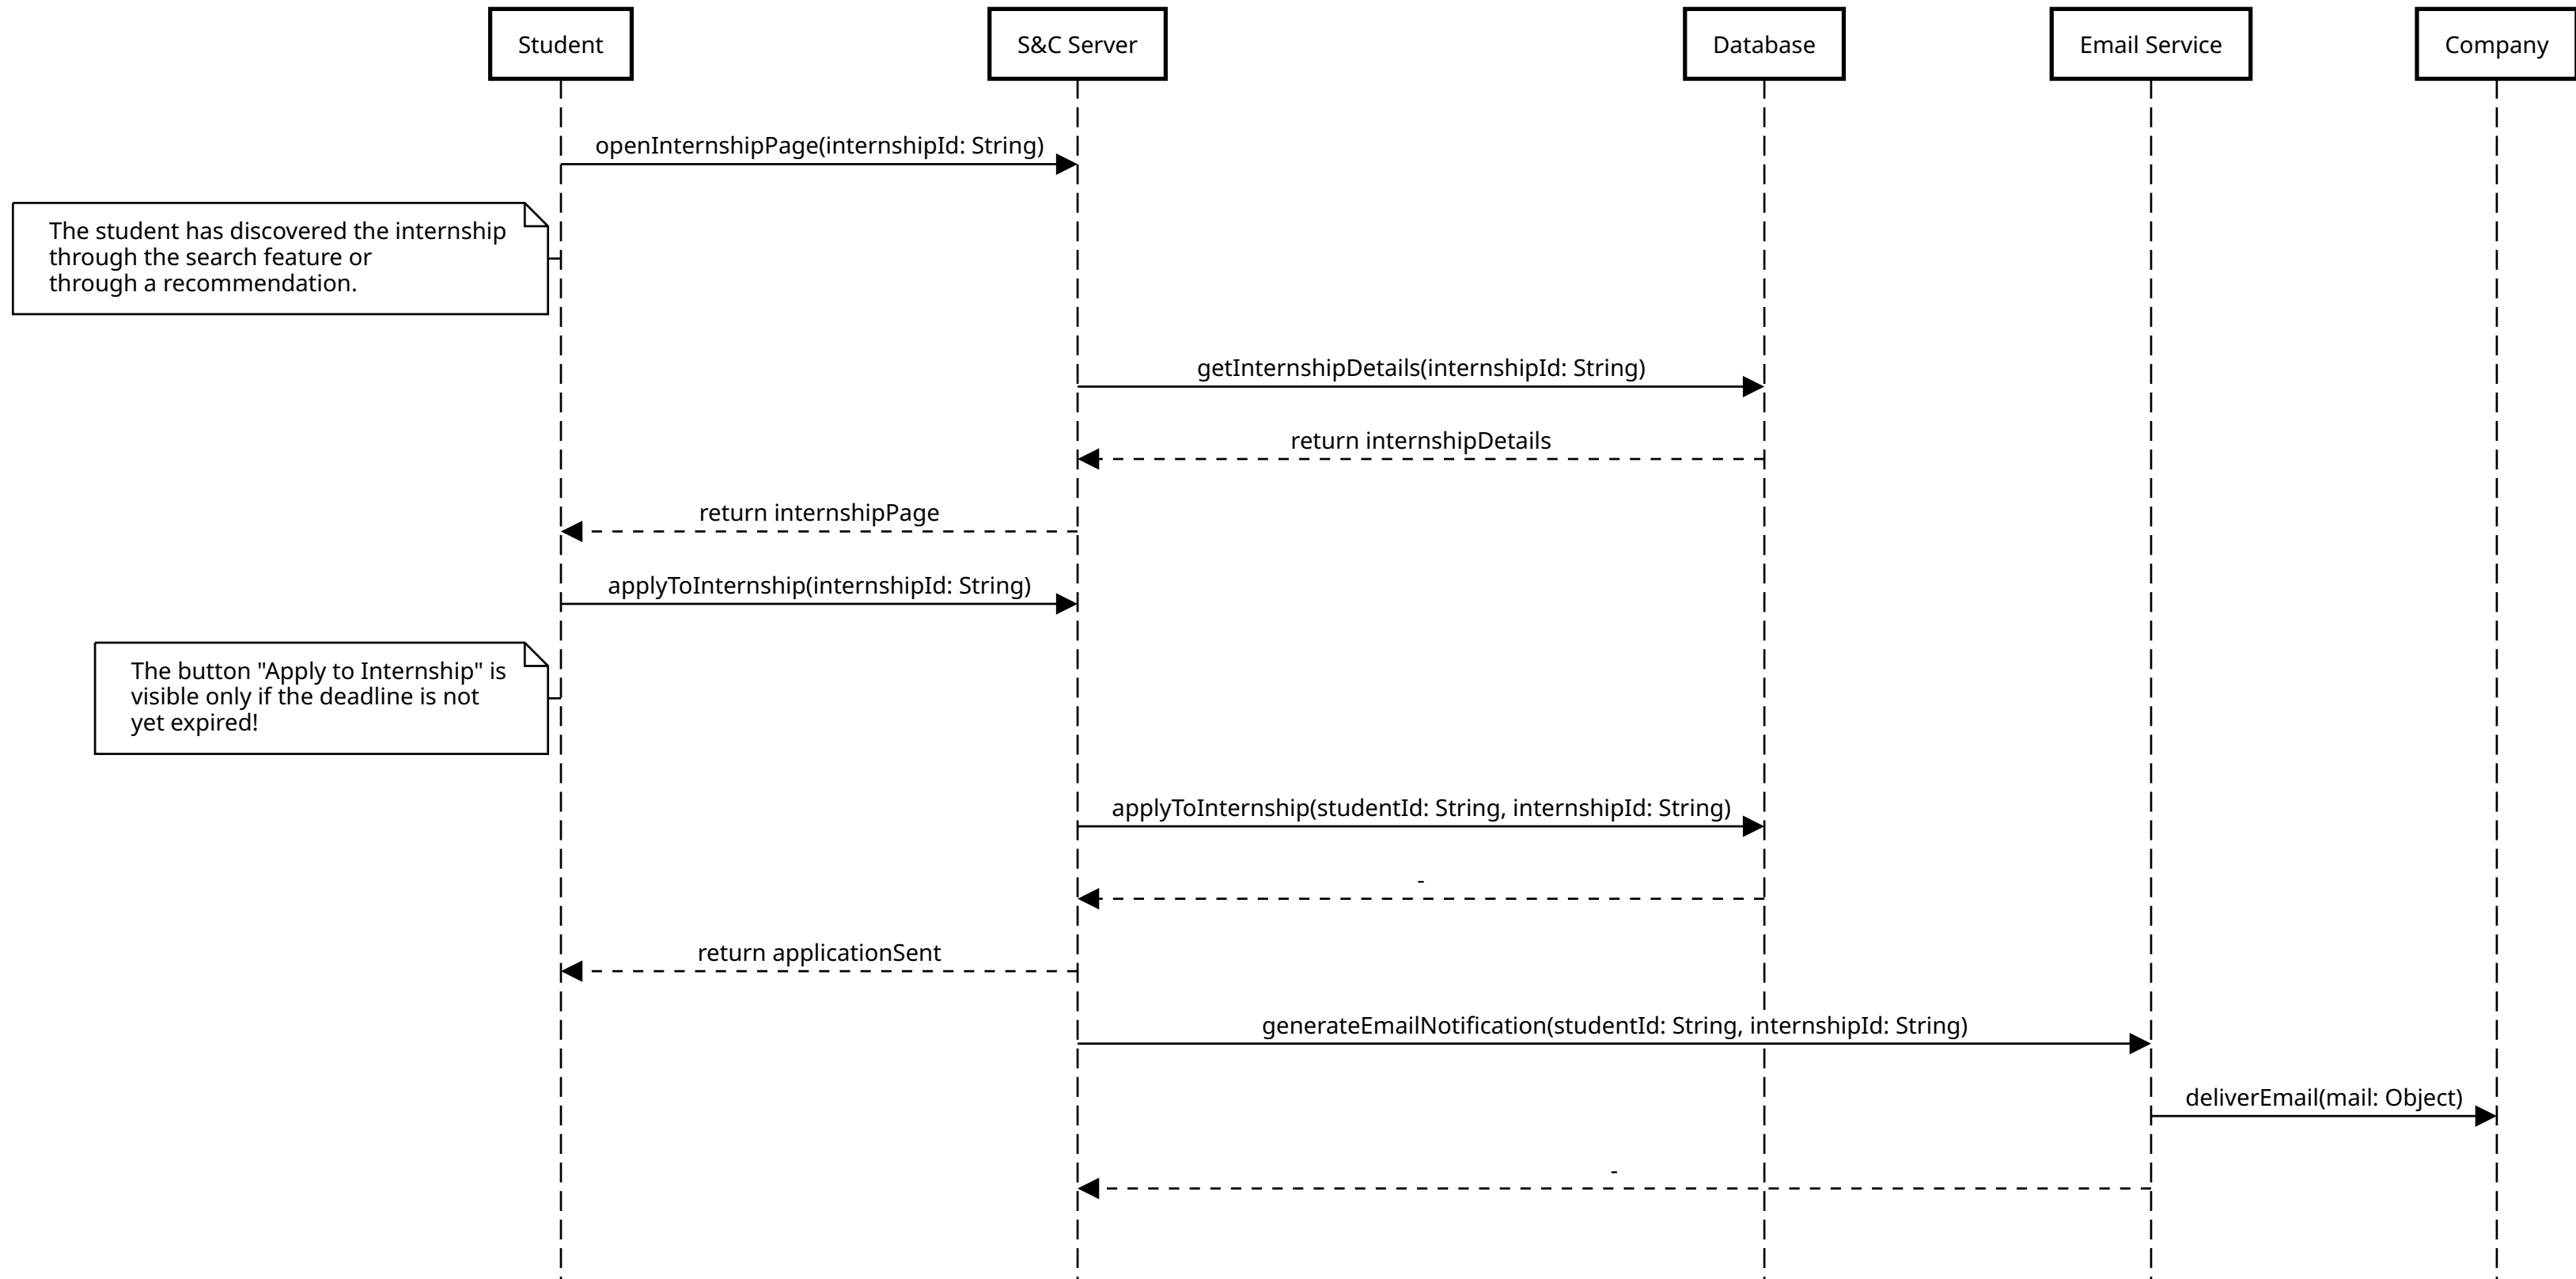 Student
S&C Server
Database
Email Service
Company
openInternshipPage(internshipId: String)
The student has discovered the internship
through the search feature or
through a recommendation.
getInternshipDetails(internshipId: String)
return internshipDetails
return internshipPage
applyToInternship(internshipId: String)
The button "Apply to Internship" is
visible only if the deadline is not
yet expired!
applyToInternship(studentId: String, internshipId: String)
-
return applicationSent
generateEmailNotification(studentId: String, internshipId: String)
deliverEmail(mail: Object)
-